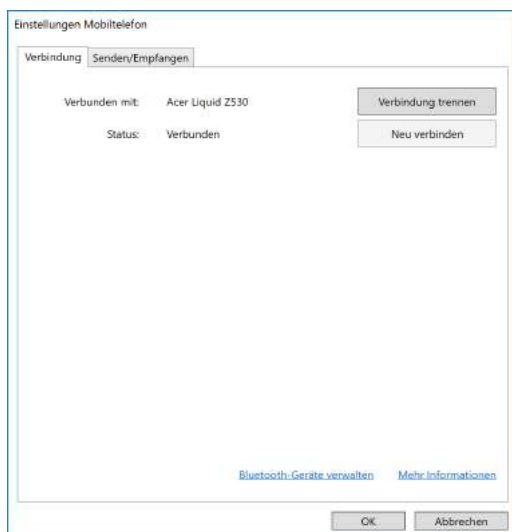 Einstellungen Mobiltelefon
Verbindung Senden/Empfangen
Verbunden mit: Acer Liquid Z530 Verbindung trennen
Status: Verbunden Neu verbinden
Bluetooth-Geräte verwalten Mehr Informationen
OK Abbrechen